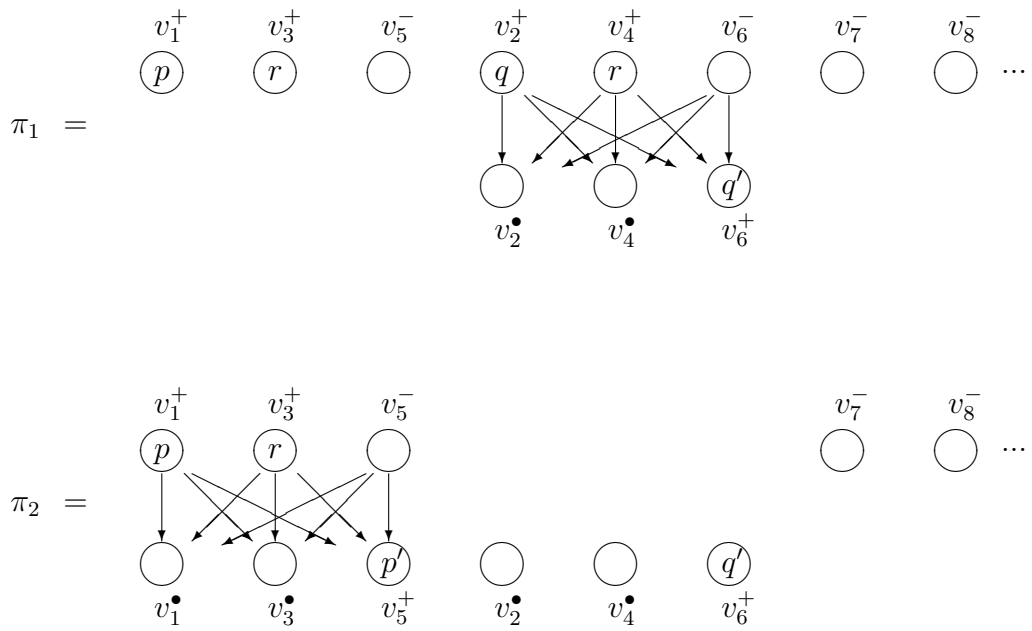 v₁⁺ v₃⁺ v₅⁻ v₂⁺ v₄⁺ v₆⁻ v₇⁻ v₈⁻
p r q r ...
π₁ =
q′
v₂• v₄• v₆⁺
v₁⁺ v₃⁺ v₅⁻ v₇⁻ v₈⁻
p r ...
π₂ =
p′ q′
v₁• v₃• v₅⁺ v₂• v₄• v₆⁺